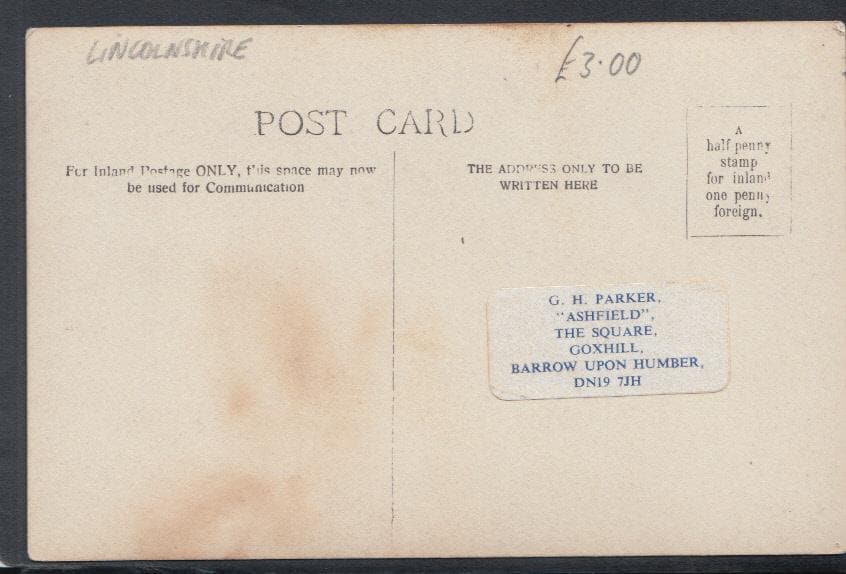 LINCOLNSHIRE
£3.00
POST CARD
For Inland Postage ONLY, this space may now
be used for Communication
THE ADDRESS ONLY TO BE
WRITTEN HERE
A
half penny
stamp
for inland
one penny
foreign.
G. H. PARKER,
"ASHFIELD",
THE SQUARE,
GOXHILL,
BARROW UPON HUMBER,
DN19 7JH